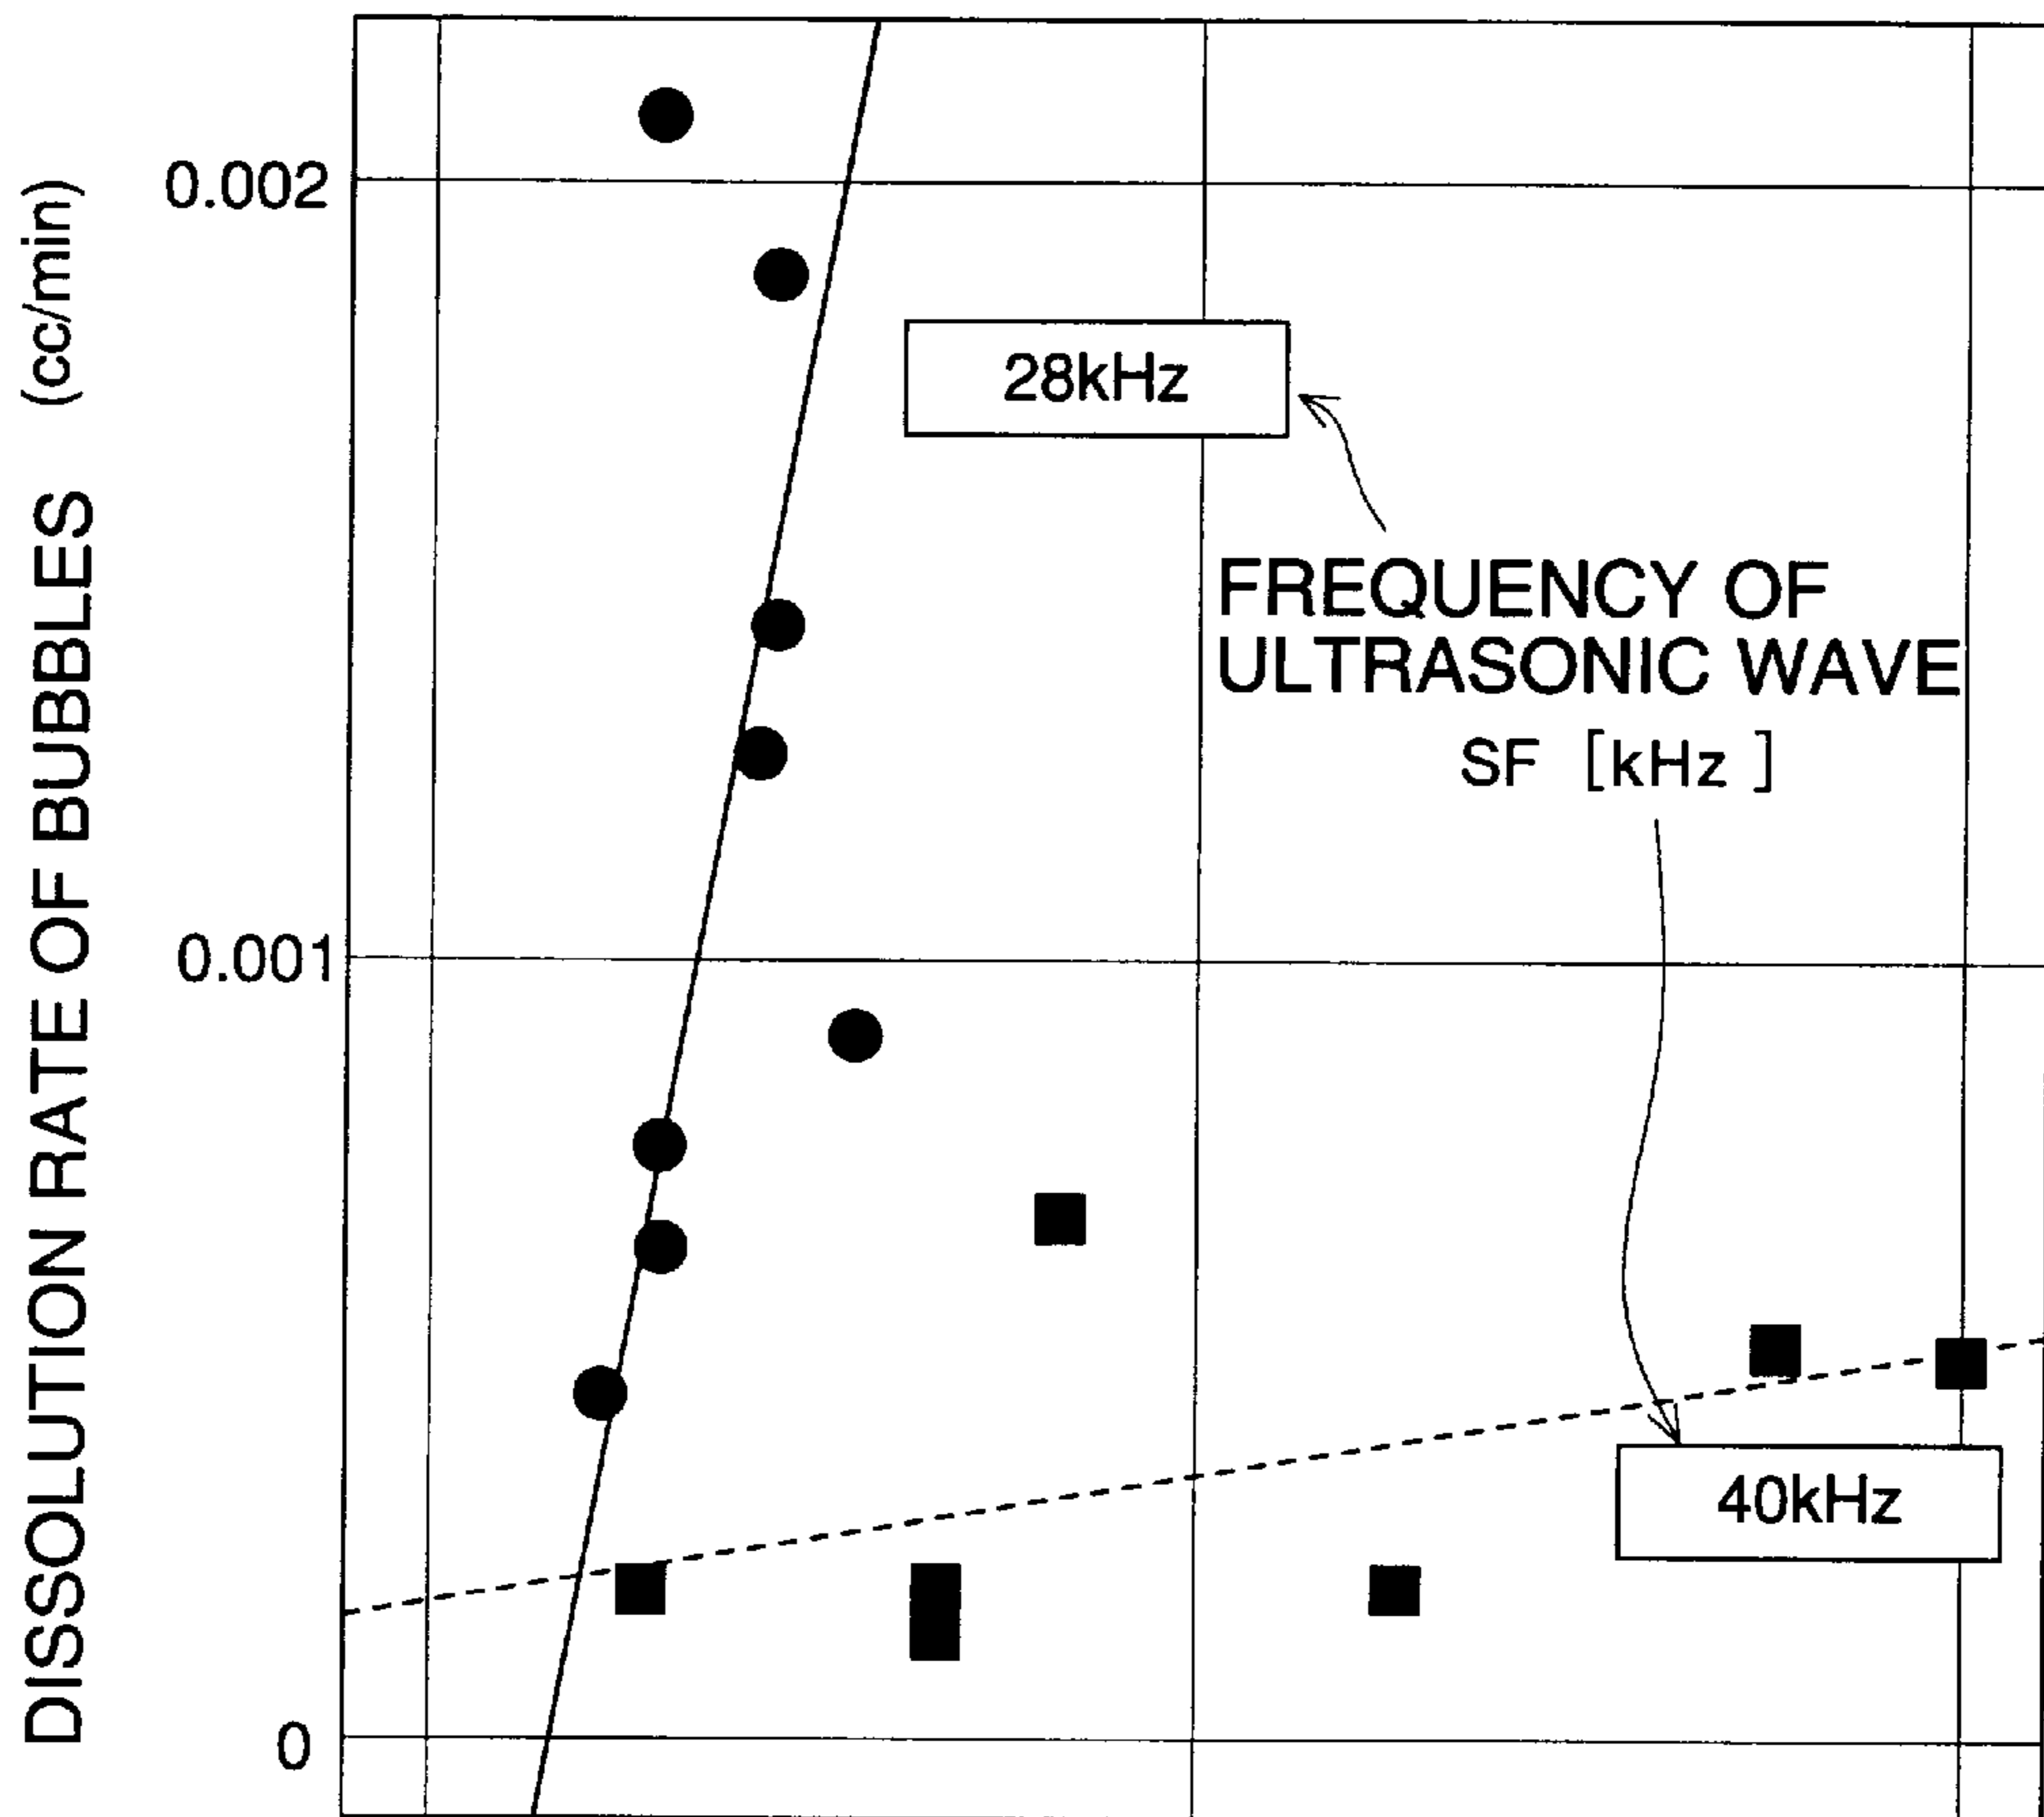 DISSOLUTION RATE OF BUBBLES (cc/min)
0.002
0.001
0
28kHz
FREQUENCY OF
ULTRASONIC WAVE
SF [kHz ]
40kHz